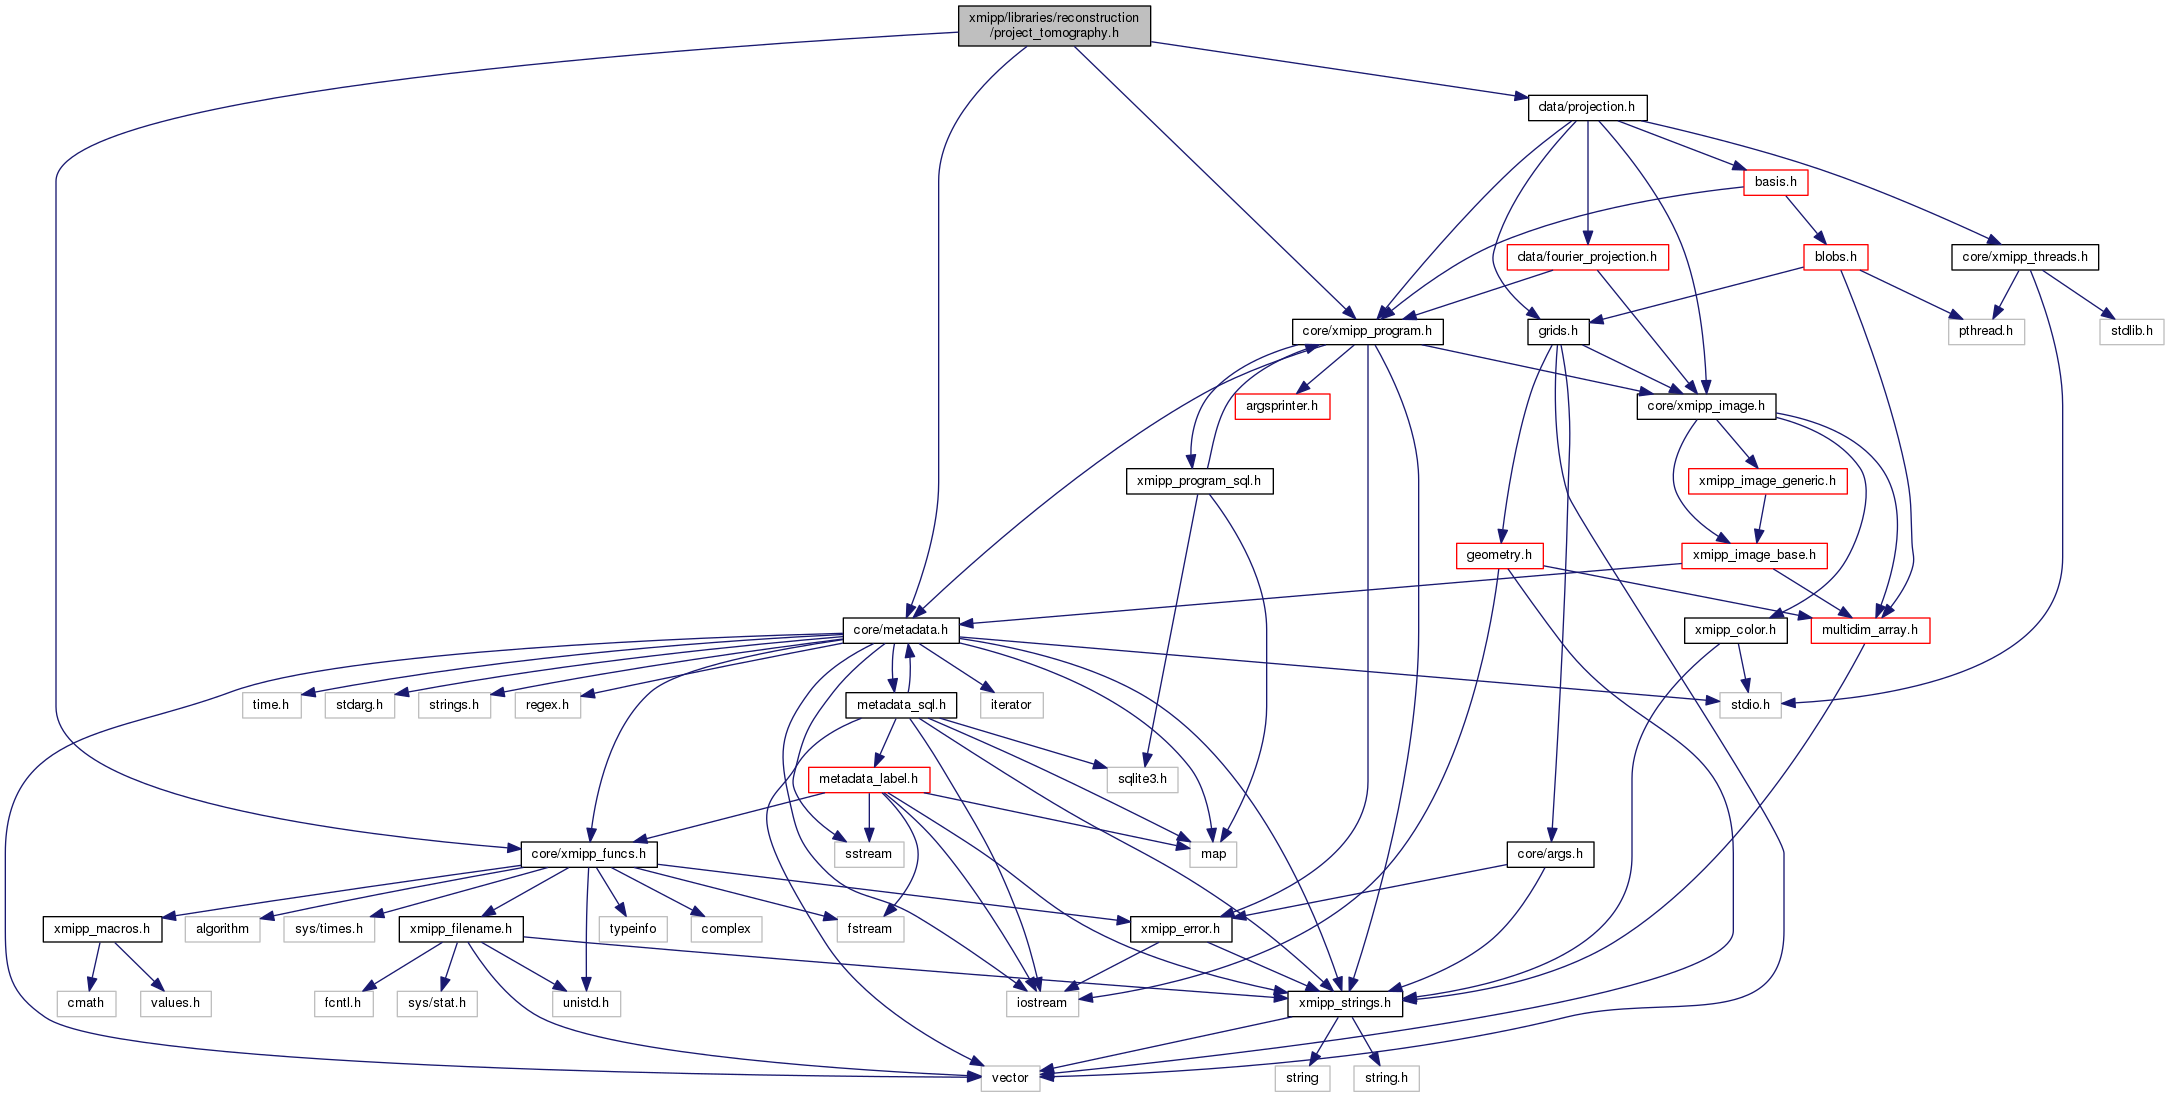 xmipp/libraries/reconstruction
/project_tomography.h
data/projection.h
basis.h
data/fourier_projection.h
blobs.h
core/xmipp_threads.h
core/xmipp_program.h
grids.h
pthread.h
stdlib.h
argsprinter.h
core/xmipp_image.h
xmipp_program_sql.h
xmipp_image_generic.h
geometry.h
xmipp_image_base.h
core/metadata.h
xmipp_color.h
multidim_array.h
time.h
stdarg.h
strings.h
regex.h
metadata_sql.h
iterator
stdio.h
metadata_label.h
sqlite3.h
core/xmipp_funcs.h
sstream
map
core/args.h
xmipp_macros.h
algorithm
sys/times.h
xmipp_filename.h
typeinfo
complex
fstream
xmipp_error.h
cmath
values.h
fcntl.h
sys/stat.h
unistd.h
iostream
xmipp_strings.h
vector
string
string.h